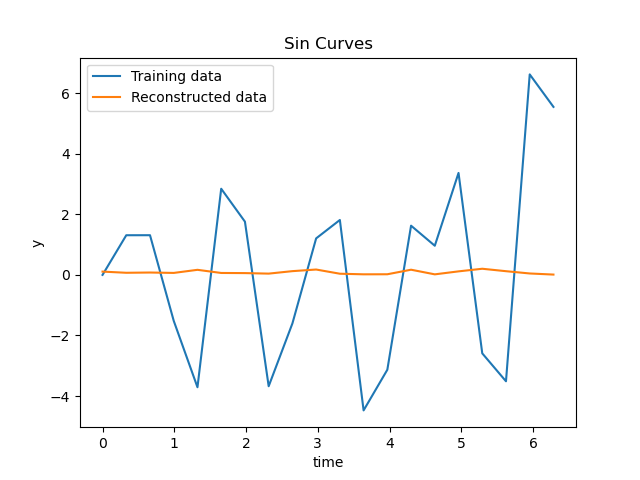 Sin Curves
Training data
Reconstructed data
6
4
2
0
−2
−4
y
0 1 2 3 4 5 6
time